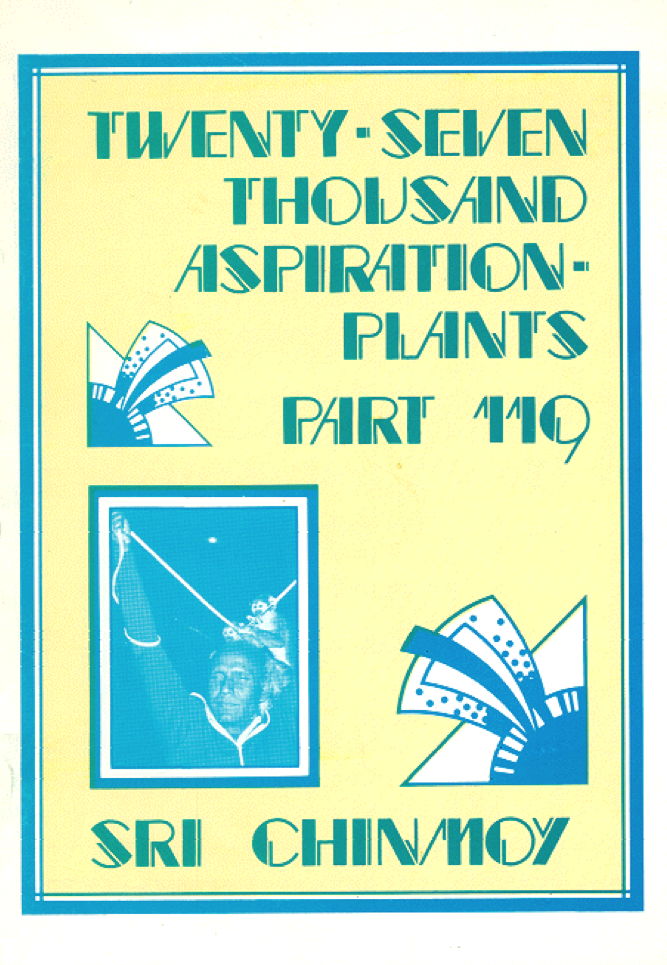 TWENTY-SEVEN
THOUSAND
ASPIRATION-
PLANTS
PART 119
SRI CHINMOY